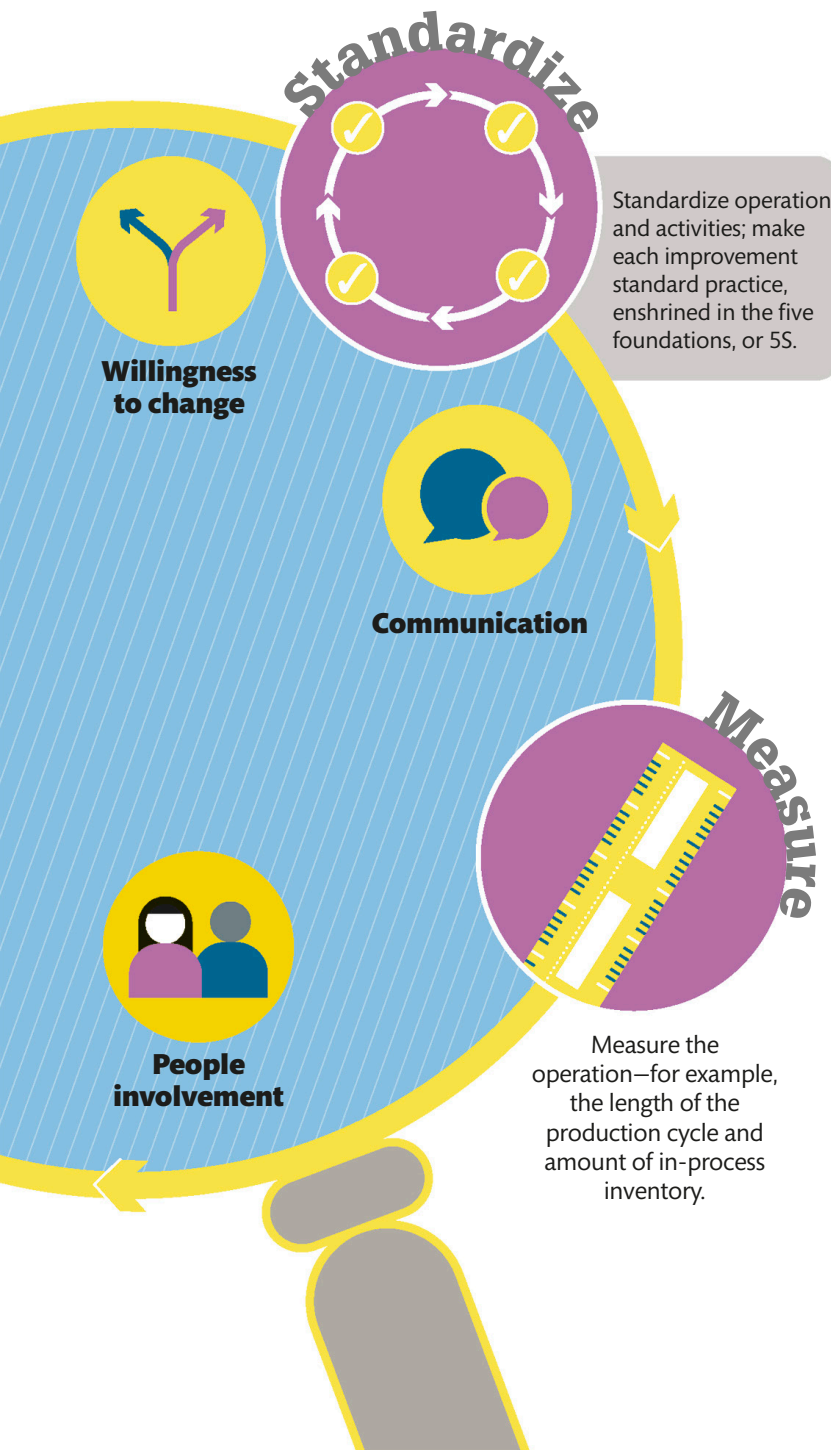 Standardize
Standardize operation
and activities; make
each improvement
standard practice,
enshrined in the five
foundations, or 5S.
Willingness
to change
Communication
Measure
People
involvement
Measure the
operation—for example,
the length of the
production cycle and
amount of in-process
inventory.